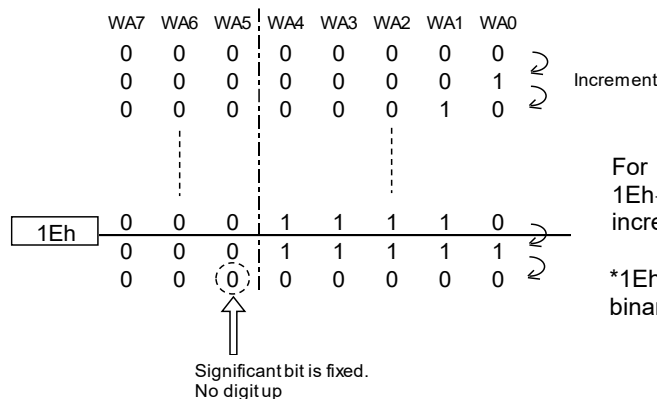 WA7 WA6 WA5 WA4 WA3 WA2 WA1 WA0
0 0 0 0 0 0 0 0
0 0 0 0 0 0 0 1
Increment
0 0 0 0 0 0 1 0
For
1Eh
incre
0 0 0 1 1 1 1 0
1Eh
0 0 0 1 1 1 1 1
0 0 0 0 0 0 0 0
*1Eh
binar
Significant bit is fixed.
No digit up